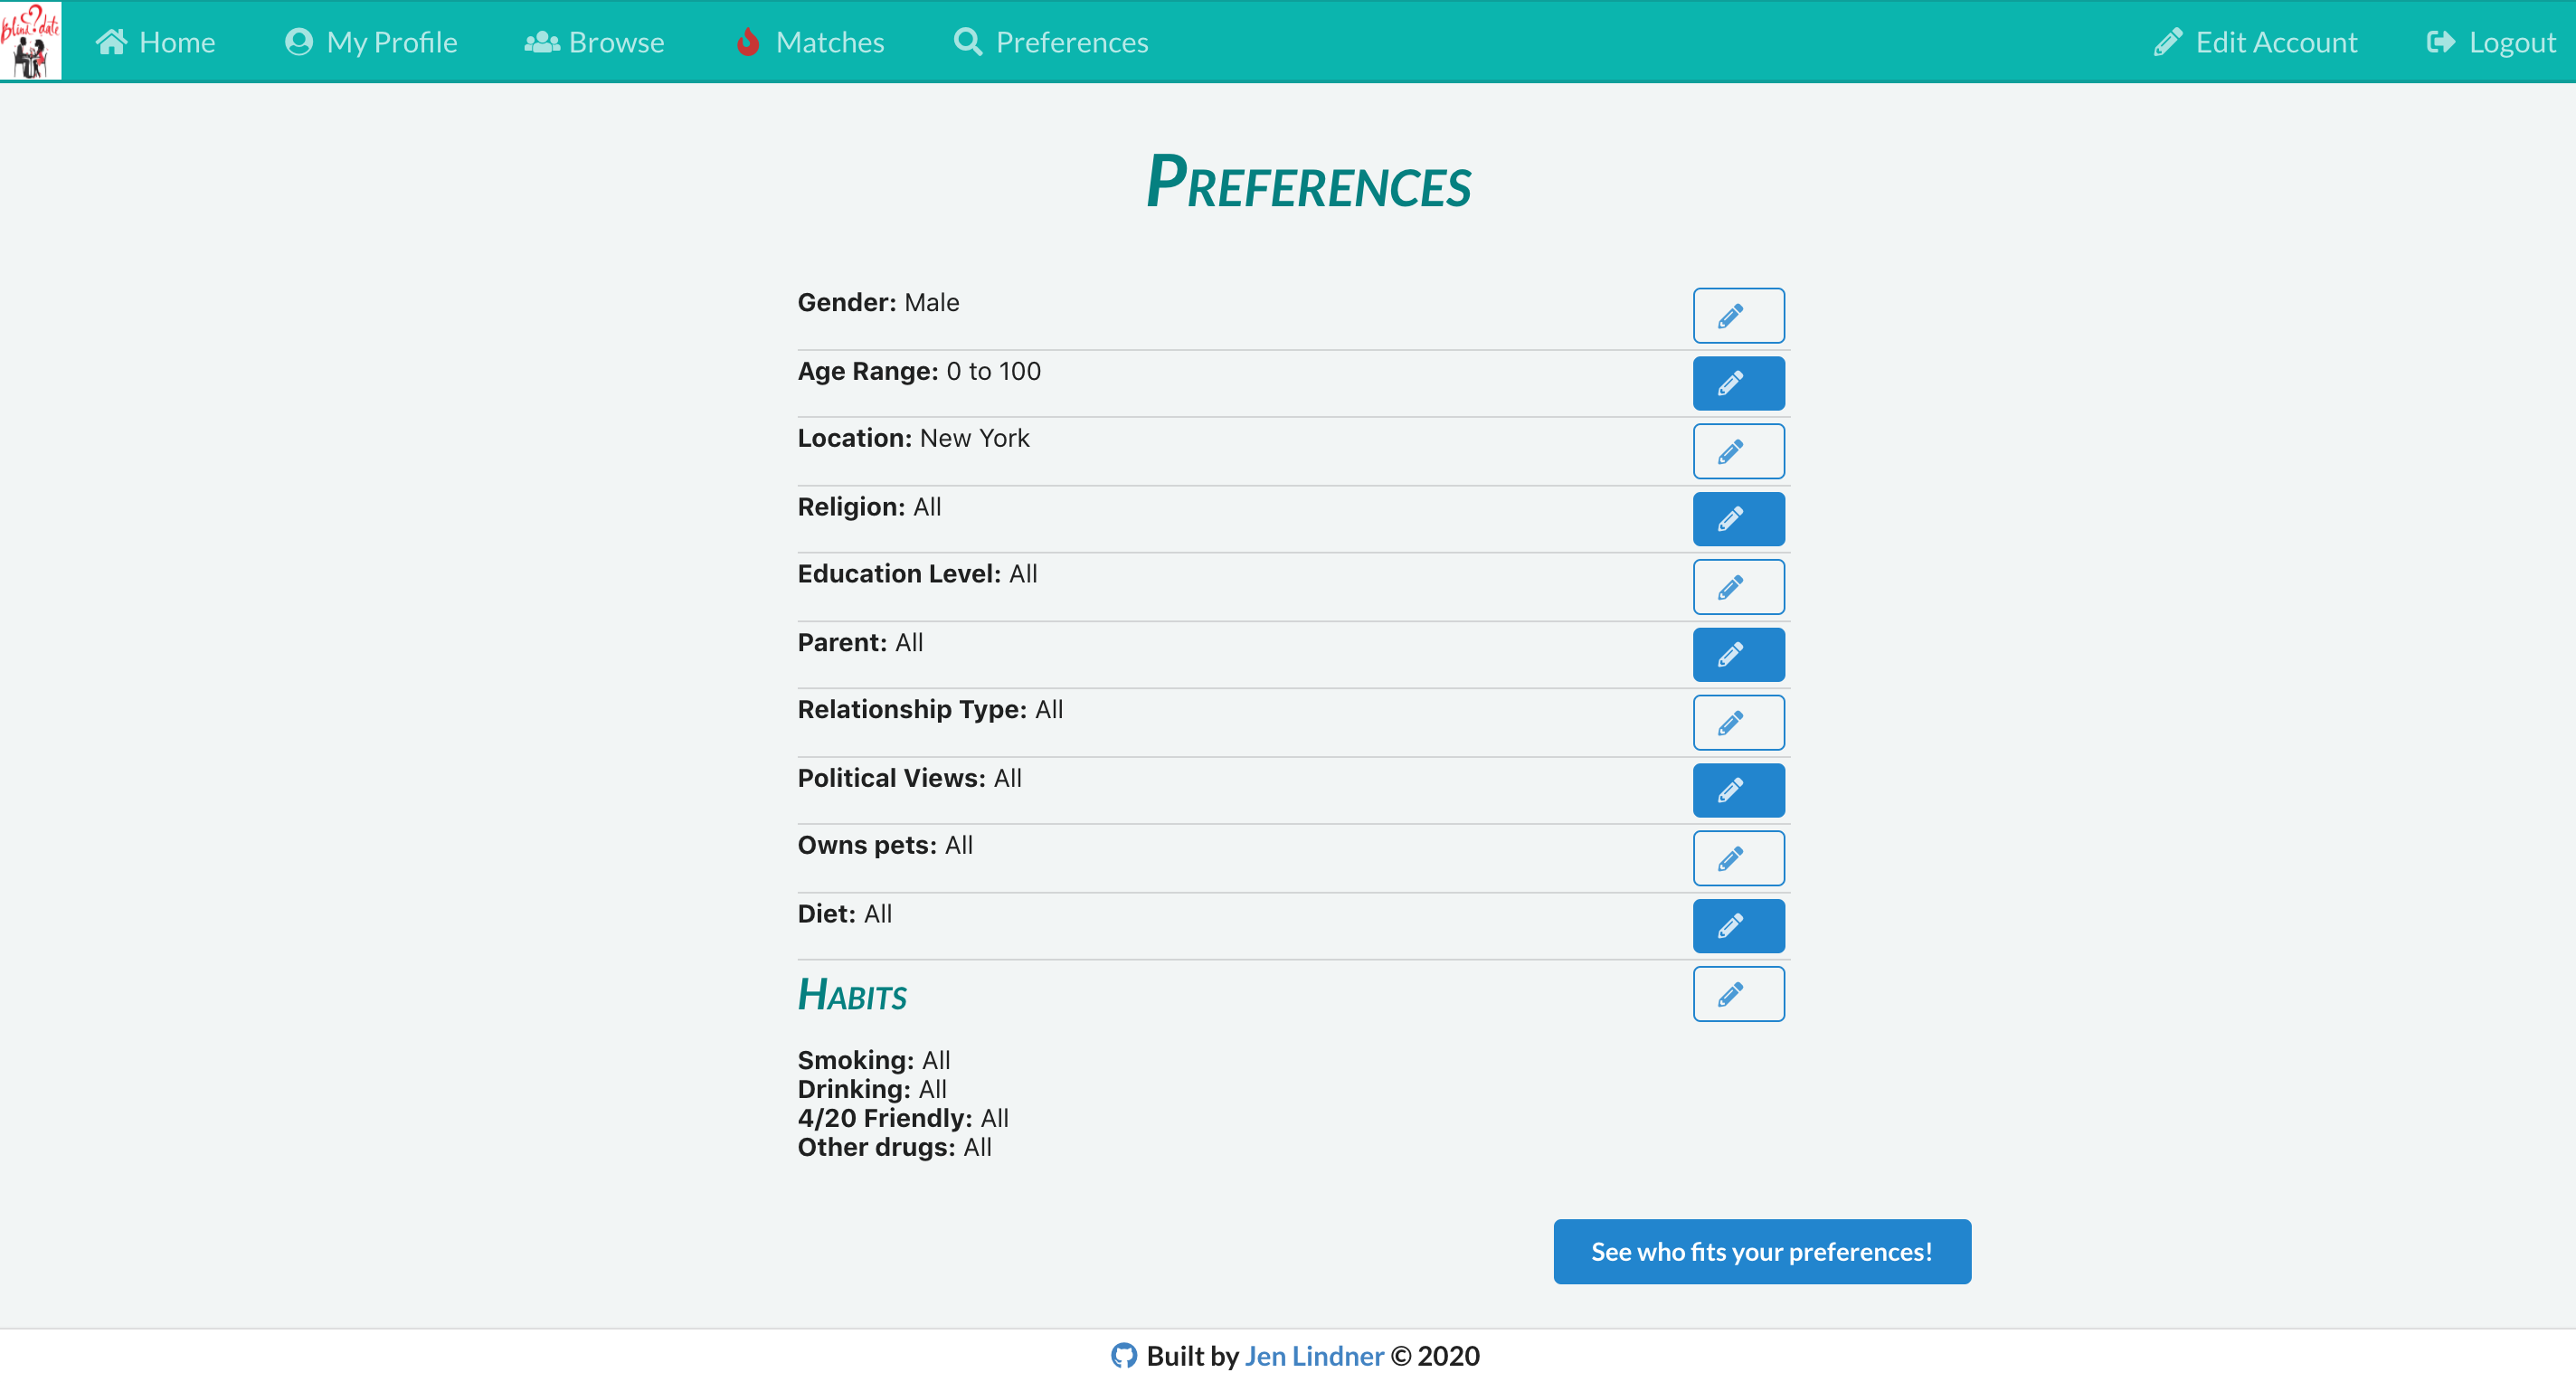 blind?date
Home My Profile Browse Matches Preferences Edit Account Logout
Preferences
Gender: Male
Age Range: 0 to 100
Location: New York
Religion: All
Education Level: All
Parent: All
Relationship Type: All
Political Views: All
Owns pets: All
Diet: All
Habits
Smoking: All
Drinking: All
4/20 Friendly: All
Other drugs: All
See who fits your preferences!
Built by Jen Lindner © 2020